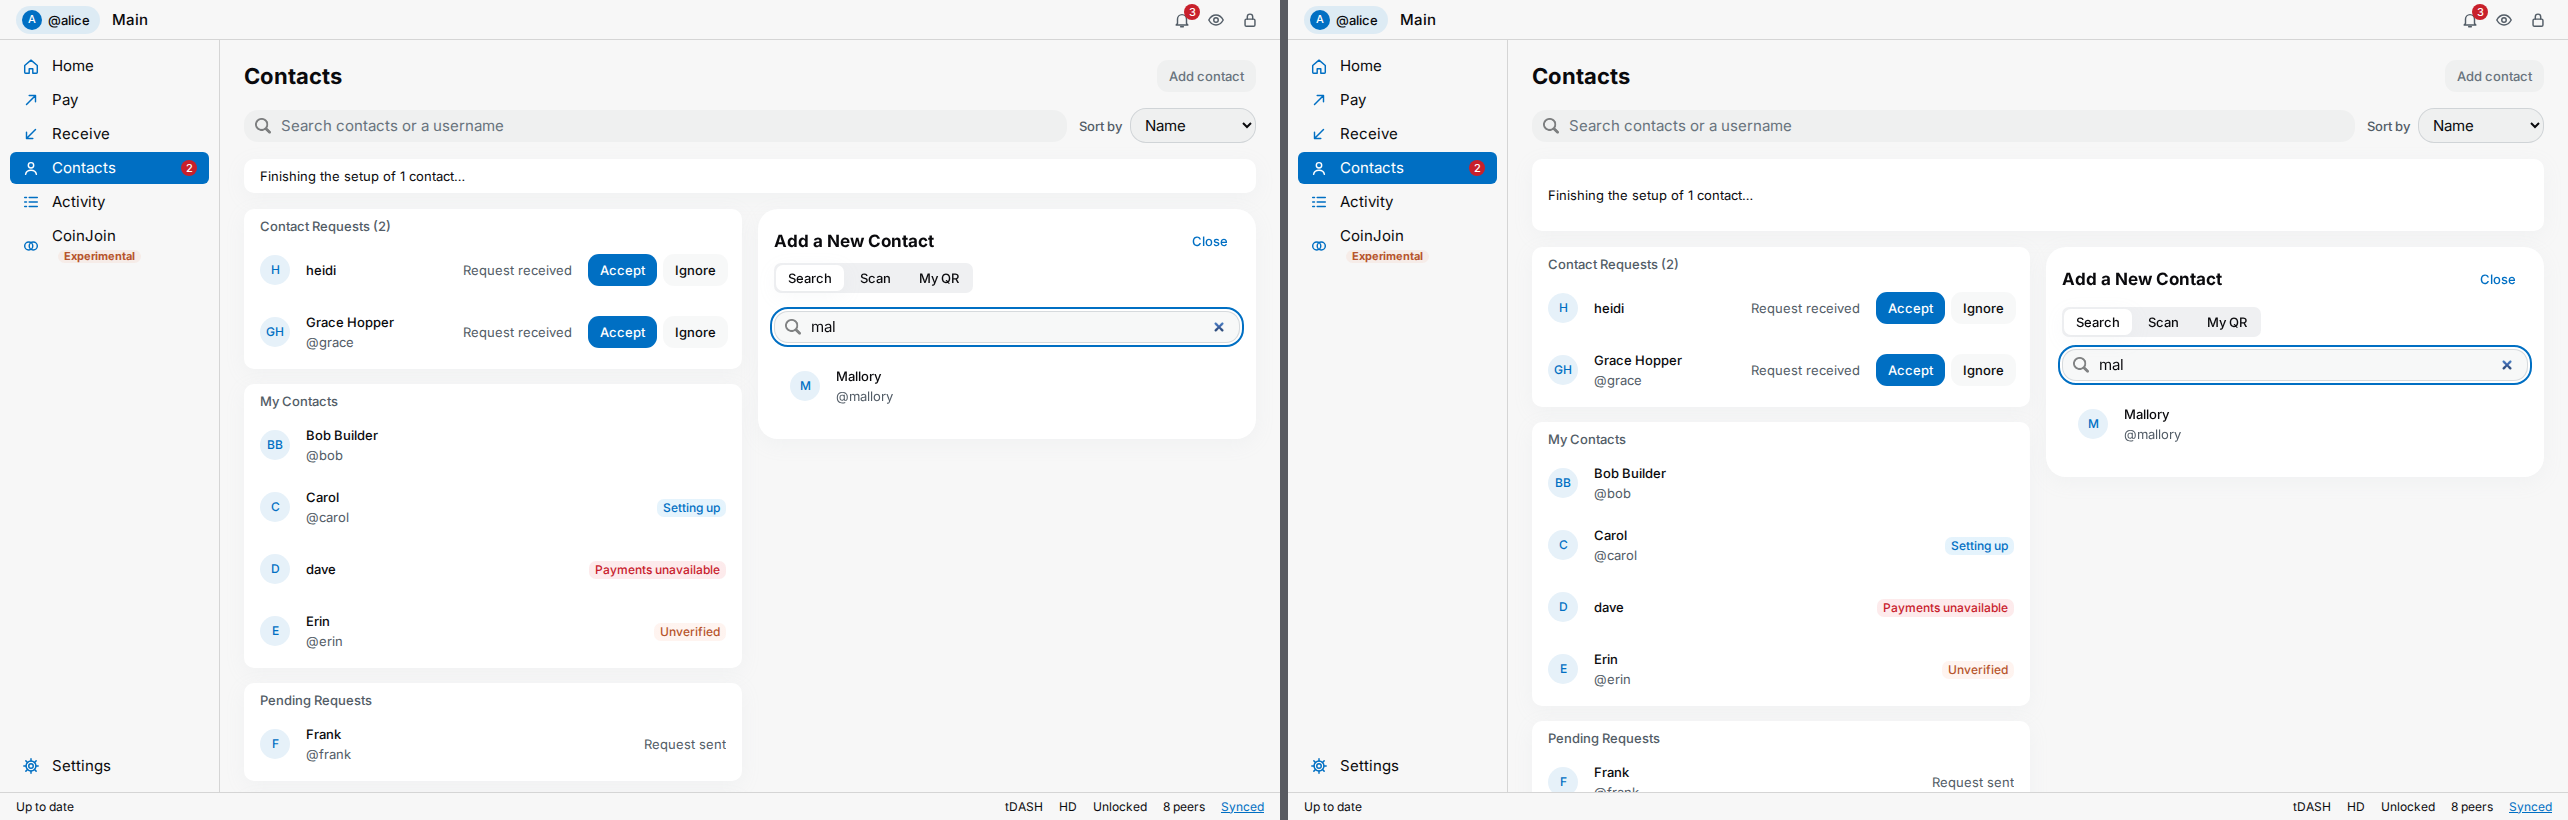 A @alice Main 3
Home
Pay
Receive
Contacts 2
Activity
CoinJoin
Experimental
Settings
Contacts
Add contact
Search contacts or a username
Sort by Name
Finishing the setup of 1 contact...
Contact Requests (2)
H heidi Request received Accept Ignore
GH Grace Hopper Request received Accept Ignore
@grace
My Contacts
BB Bob Builder
@bob
C Carol Setting up
@carol
D dave Payments unavailable
E Erin Unverified
@erin
Pending Requests
F Frank Request sent
@frank
Add a New Contact Close
Search Scan My QR
mal
M Mallory
@mallory
Up to date tDASH HD Unlocked 8 peers Synced
A @alice Main 3
Home
Pay
Receive
Contacts 2
Activity
CoinJoin
Experimental
Settings
Contacts
Add contact
Search contacts or a username
Sort by Name
Finishing the setup of 1 contact...
Contact Requests (2)
H heidi Request received Accept Ignore
GH Grace Hopper Request received Accept Ignore
@grace
My Contacts
BB Bob Builder
@bob
C Carol Setting up
@carol
D dave Payments unavailable
E Erin Unverified
@erin
Pending Requests
F Frank Request sent
@frank
Add a New Contact Close
Search Scan My QR
mal
M Mallory
@mallory
Up to date tDASH HD Unlocked 8 peers Synced